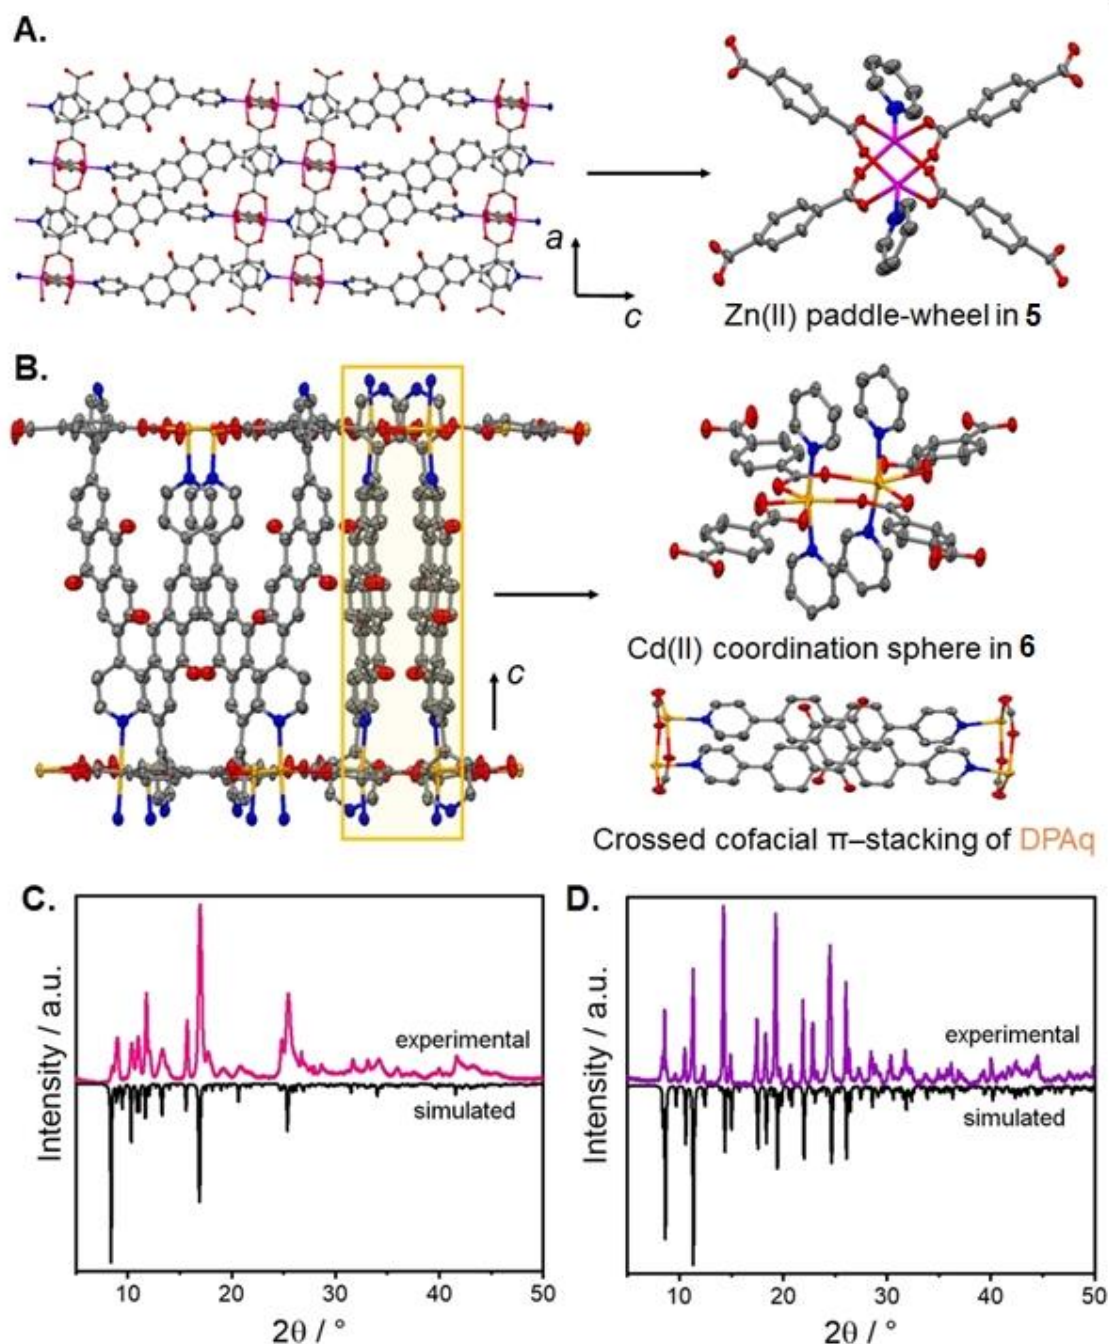 A.
a
c
Zn(II) paddle-wheel in 5
B.
c
Cd(II) coordination sphere in 6
Crossed cofacial π–stacking of DPAq
C.
Intensity / a.u.
experimental
simulated
10 20 30 40 50
2θ / °
D.
Intensity / a.u.
experimental
simulated
10 20 30 40 50
2θ / °